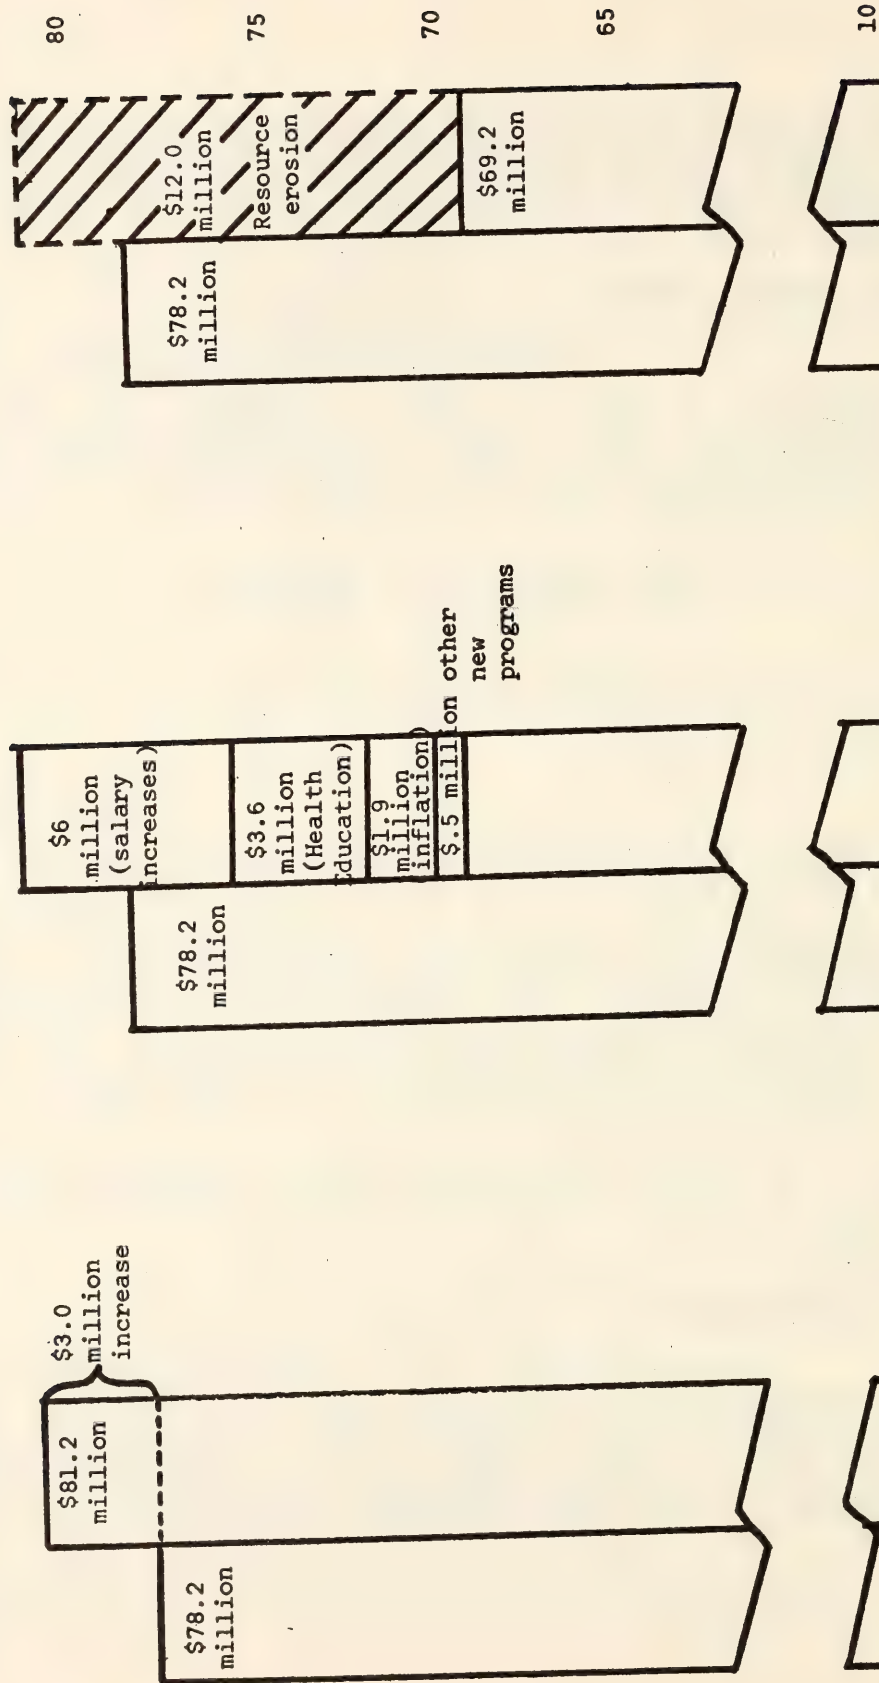 $78.2
million
$81.2
million
$3.0
million
increase
$78.2
million
$6
million
(salary
increases)
$3.6
million
(Health
Education)
$1.9
million
inflation)
$.5 million other
new
programs
$78.2
million
$12.0
million
Resource
erosion
$69.2
million
80
75
70
65
10